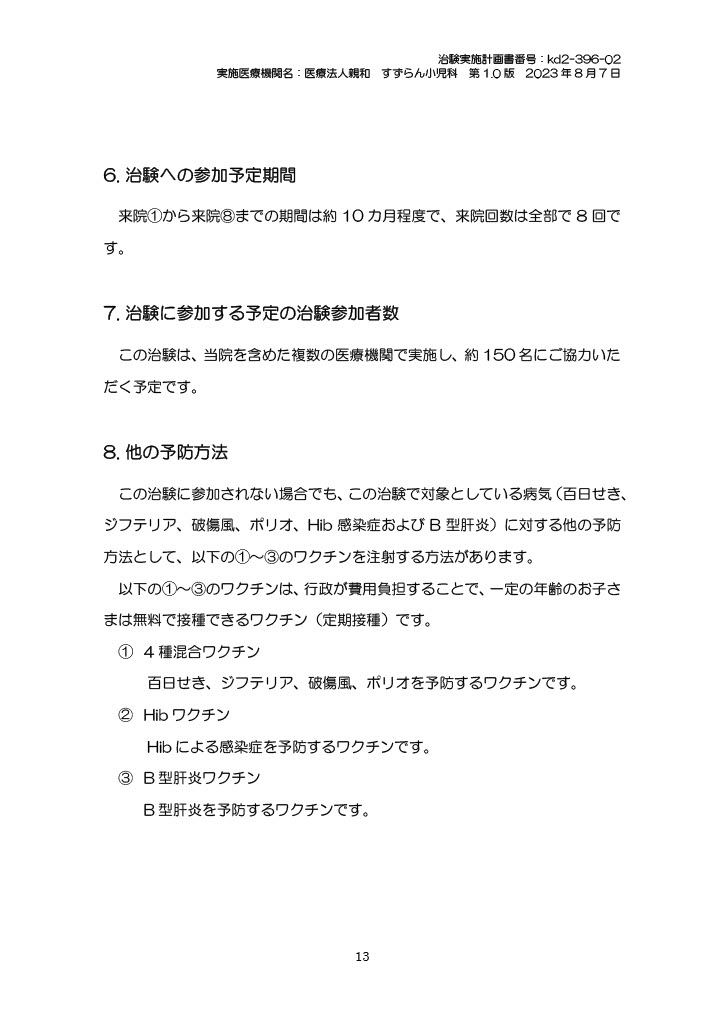 治験実施計画書番号：kd2-396-02
実施医療機関名：医療法人親和　すずらん小児科　第 1.0 版　2023 年 8 月 7 日
6. 治験への参加予定期間
来院①から来院⑧までの期間は約 10 カ月程度で、来院回数は全部で 8 回で
す。
7. 治験に参加する予定の治験参加者数
この治験は、当院を含めた複数の医療機関で実施し、約 150 名にご協力いた
だく予定です。
8. 他の予防方法
この治験に参加されない場合でも、この治験で対象としている病気（百日せき、
ジフテリア、破傷風、ポリオ、Hib 感染症および B 型肝炎）に対する他の予防
方法として、以下の①～③のワクチンを注射する方法があります。
以下の①～③のワクチンは、行政が費用負担することで、一定の年齢のお子さ
まは無料で接種できるワクチン（定期接種）です。
① 4 種混合ワクチン
百日せき、ジフテリア、破傷風、ポリオを予防するワクチンです。
② Hib ワクチン
Hib による感染症を予防するワクチンです。
③ B 型肝炎ワクチン
B 型肝炎を予防するワクチンです。
13